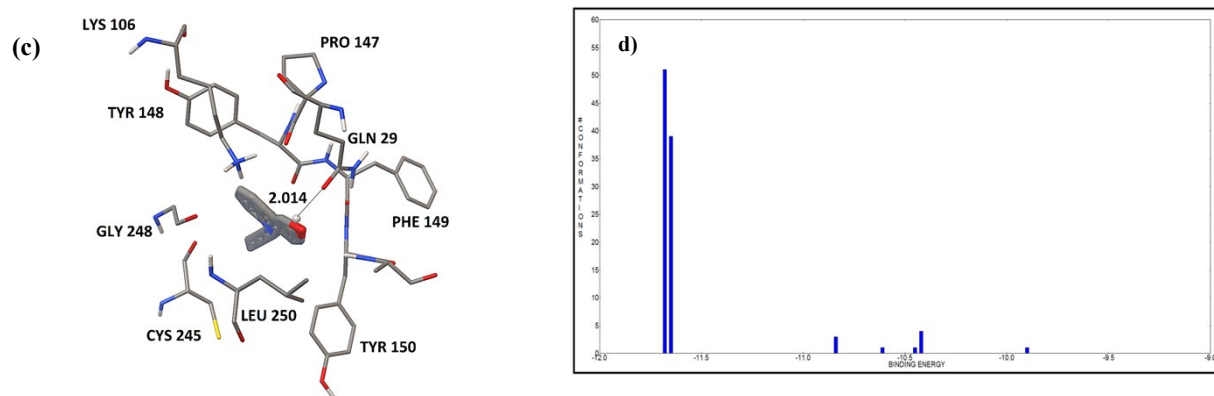 (c)
LYS 106
PRO 147
TYR 148
GLN 29
2.014
PHE 149
GLY 248
LEU 250
CYS 245
TYR 150
d)
60
55
50
45
40
35
30
25
20
15
10
5
0
#CONFORMATIONS
-12.0
-11.5
-11.0
-10.5
-10.0
-9.5
-9.0
BINDING ENERGY